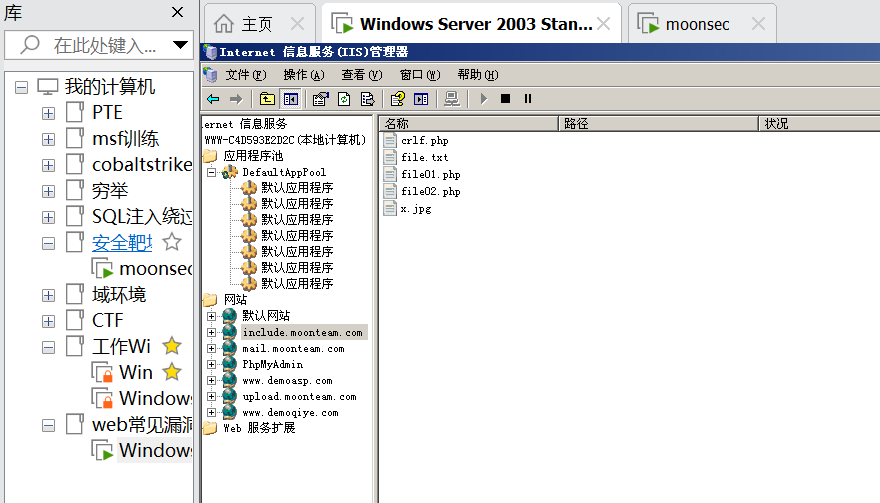 库
主页
Windows Server 2003 Stan...
moonsec
在此处键入...
我的计算机
PTE
msf训练
cobaltstrike
穷举
SQL注入绕过
安全靶场
moonsec
域环境
CTF
工作Wi
Win
Windows
web常见漏洞
Windows
Internet 信息服务(IIS)管理器
文件(F) 操作(A) 查看(V) 窗口(W) 帮助(H)
ernet 信息服务
WWW-C4D593E2D2C(本地计算机)
应用程序池
DefaultAppPool
默认应用程序
默认应用程序
默认应用程序
默认应用程序
默认应用程序
默认应用程序
默认应用程序
网站
默认网站
include.moonteam.com
mail.moonteam.com
PhpMyAdmin
www.demoasp.com
upload.moonteam.com
www.demoqiye.com
Web 服务扩展
名称 路径 状况
crlf.php
file.txt
file01.php
file02.php
x.jpg